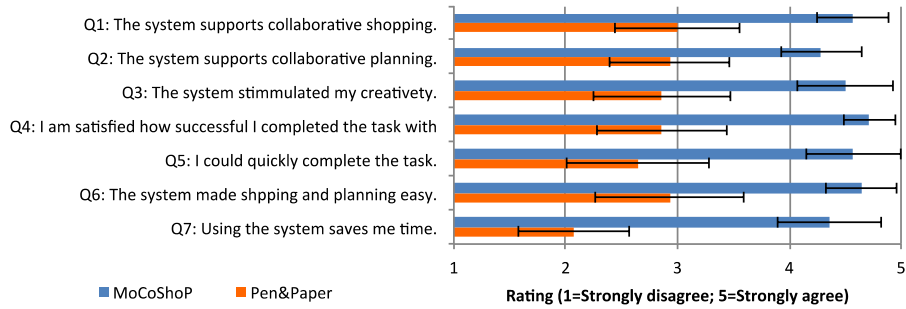 Q1: The system supports collaborative shopping.
Q2: The system supports collaborative planning.
Q3: The system stimmulated my creativety.
Q4: I am satisfied how successful I completed the task with
Q5: I could quickly complete the task.
Q6: The system made shpping and planning easy.
Q7: Using the system saves me time.
1 2 3 4 5
MoCoShoP Pen&Paper
Rating (1=Strongly disagree; 5=Strongly agree)